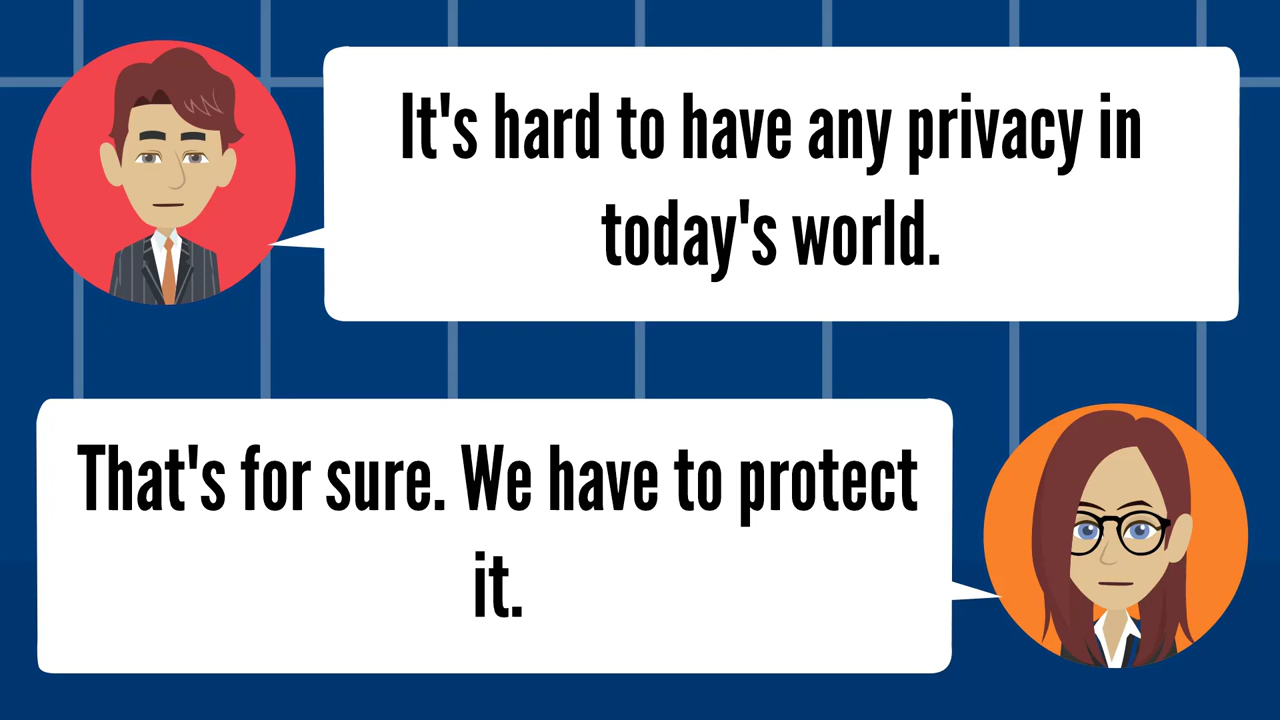 It's hard to have any privacy in
today's world.
That's for sure. We have to protect
it.